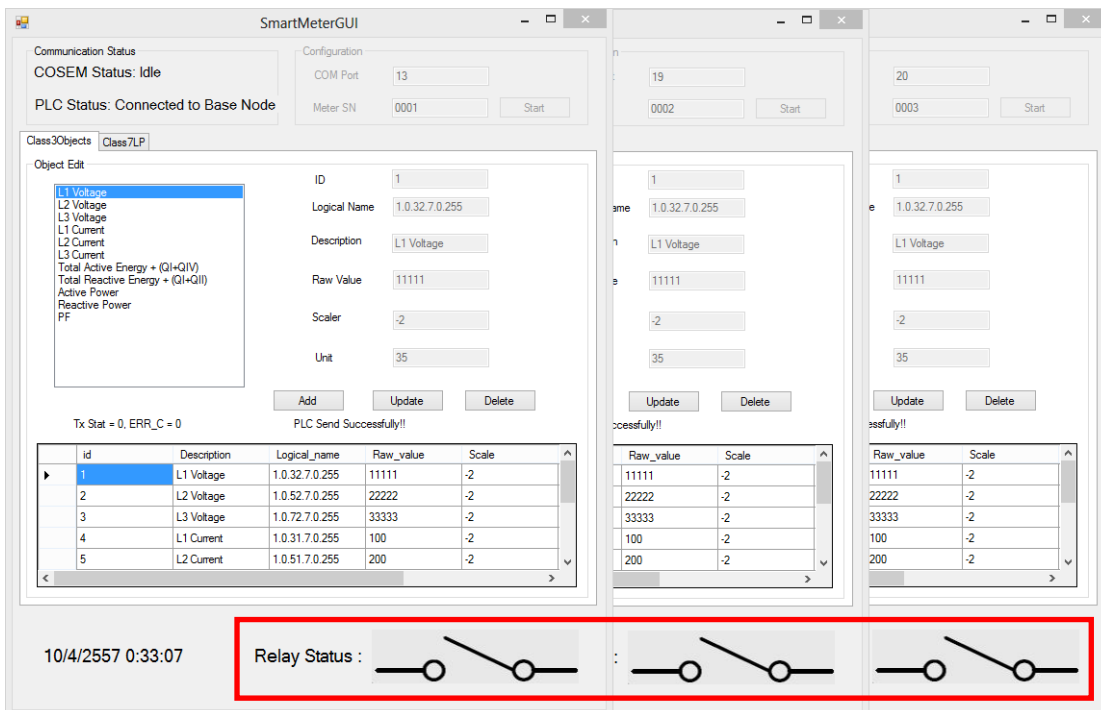 SmartMeterGUI
Communication Status
COSEM Status: Idle
PLC Status: Connected to Base Node
Configuration
COM Port 13
Meter SN 0001 Start
n
: 19
0002 Start
20
0003 Start
Class3Objects Class7LP
Object Edit
L1 Voltage
L2 Voltage
L3 Voltage
L1 Current
L2 Current
L3 Current
Total Active Energy + (QI+QIV)
Total Reactive Energy + (QI+QII)
Active Power
Reactive Power
PF
ID 1
Logical Name 1.0.32.7.0.255
Description L1 Voltage
Raw Value 11111
Scaler -2
Unit 35
Add Update Delete
1
ame 1.0.32.7.0.255
n L1 Voltage
e 11111
-2
35
Update Delete
1
e 1.0.32.7.0.255
L1 Voltage
11111
-2
35
Update Delete
Tx Stat = 0, ERR_C = 0 PLC Send Successfully!! ccessfully!! essfully!!
id Description Logical_name Raw_value Scale Raw_value Scale Raw_value Scale
1 L1 Voltage 1.0.32.7.0.255 11111 -2 11111 -2 11111 -2
2 L2 Voltage 1.0.52.7.0.255 22222 -2 22222 -2 22222 -2
3 L3 Voltage 1.0.72.7.0.255 33333 -2 33333 -2 33333 -2
4 L1 Current 1.0.31.7.0.255 100 -2 100 -2 100 -2
5 L2 Current 1.0.51.7.0.255 200 -2 200 -2 200 -2
10/4/2557 0:33:07 Relay Status : :